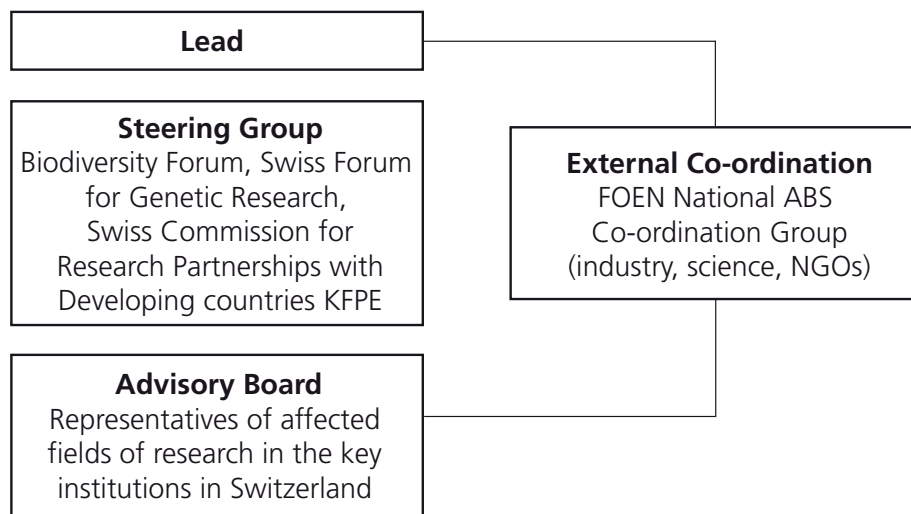 Lead
Steering Group
Biodiversity Forum, Swiss Forum
for Genetic Research,
Swiss Commission for
Research Partnerships with
Developing countries KFPE
External Co-ordination
FOEN National ABS
Co-ordination Group
(industry, science, NGOs)
Advisory Board
Representatives of affected
fields of research in the key
institutions in Switzerland